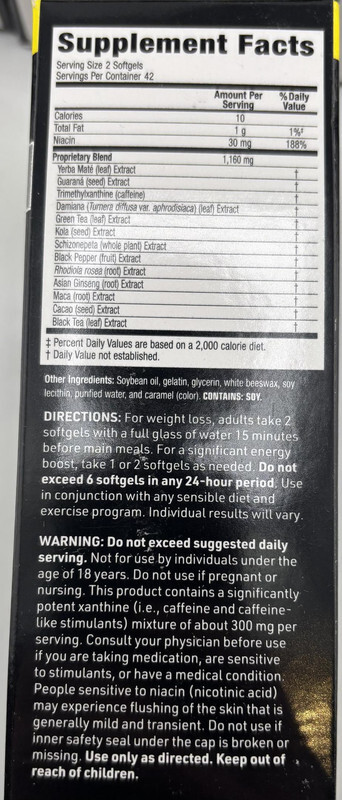 Supplement Facts
Serving Size 2 Softgels
Servings Per Container 42
Amount Per Serving % Daily Value
Calories 10
Total Fat 1 g 1%‡
Niacin 30 mg 188%
Proprietary Blend 1,160 mg
Yerba Maté (leaf) Extract †
Guaraná (seed) Extract †
Trimethylxanthine (caffeine) †
Damiana (Turnera diffusa var. aphrodisiaca) (leaf) Extract †
Green Tea (leaf) Extract †
Kola (seed) Extract †
Schizonepeta (whole plant) Extract †
Black Pepper (fruit) Extract †
Rhodiola rosea (root) Extract †
Asian Ginseng (root) Extract †
Maca (root) Extract †
Cacao (seed) Extract †
Black Tea (leaf) Extract †
‡ Percent Daily Values are based on a 2,000 calorie diet.
† Daily Value not established.
Other Ingredients: Soybean oil, gelatin, glycerin, white beeswax, soy
lecithin, purified water, and caramel (color). CONTAINS: SOY.
DIRECTIONS: For weight loss, adults take 2
softgels with a full glass of water 15 minutes
before main meals. For a significant energy
boost, take 1 or 2 softgels as needed. Do not
exceed 6 softgels in any 24-hour period. Use
in conjunction with any sensible diet and
exercise program. Individual results will vary.
WARNING: Do not exceed suggested daily
serving. Not for use by individuals under the
age of 18 years. Do not use if pregnant or
nursing. This product contains a significantly
potent xanthine (i.e., caffeine and caffeine-
like stimulants) mixture of about 300 mg per
serving. Consult your physician before use
if you are taking medication, are sensitive
to stimulants, or have a medical condition.
People sensitive to niacin (nicotinic acid)
may experience flushing of the skin that is
generally mild and transient. Do not use if
inner safety seal under the cap is broken or
missing. Use only as directed. Keep out of
reach of children.